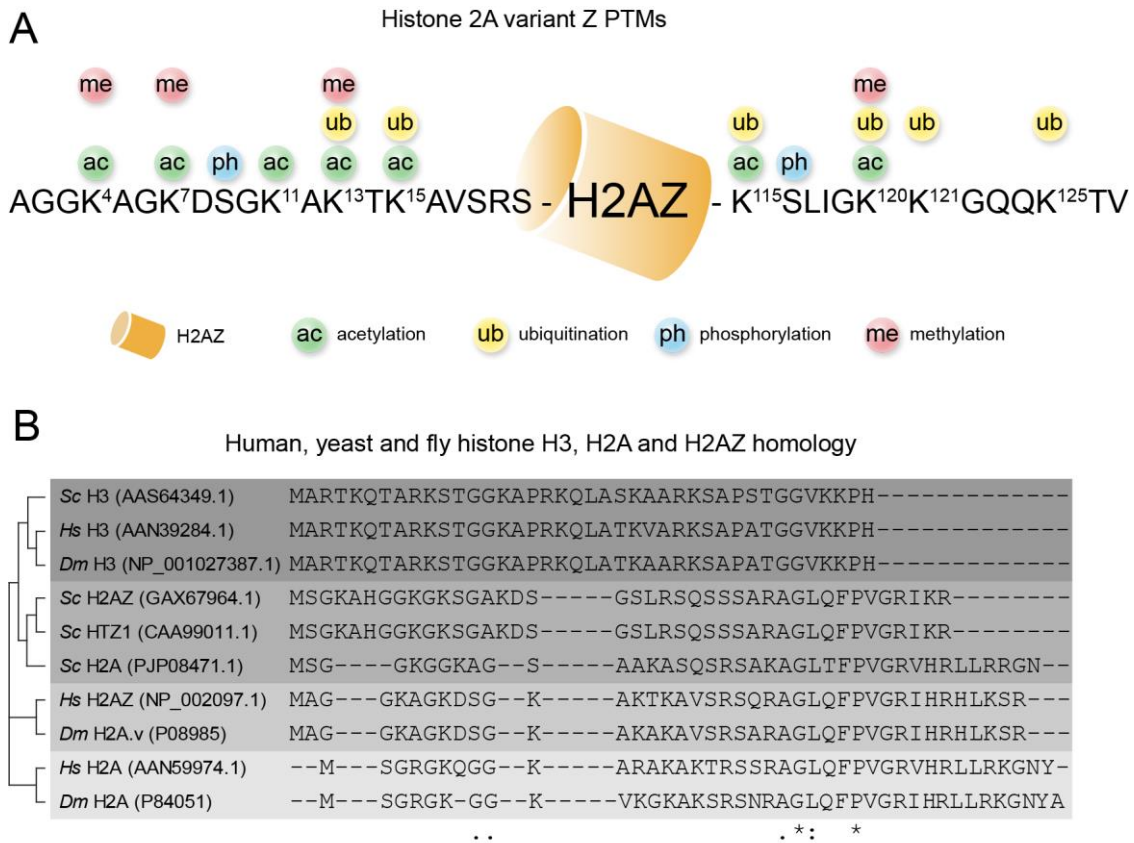 A
Histone 2A variant Z PTMs
me me me me
ub ub ub ub ub ub
ac ac ph ac ac ac ac ph ac
AGGK⁴AGK⁷DSGK¹¹AK¹³TK¹⁵AVSRS - H2AZ - K¹¹⁵SLIGK¹²⁰K¹²¹GQQK¹²⁵TV
H2AZ ac acetylation ub ubiquitination ph phosphorylation me methylation
B
Human, yeast and fly histone H3, H2A and H2AZ homology
Sc H3 (AAS64349.1) MARTKQTARKSTGGKAPRKQLASKAARKSAPSTGGVKKPH------------
Hs H3 (AAN39284.1) MARTKQTARKSTGGKAPRKQLATKVARKSAPATGGVKKPH------------
Dm H3 (NP_001027387.1) MARTKQTARKSTGGKAPRKQLATKAARKSAPATGGVKKPH------------
Sc H2AZ (GAX67964.1) MSGKAHGGKGKSGAKDS-----GSLRSQSSSARAGLQFPVGRIKR--------
Sc HTZ1 (CAA99011.1) MSGKAHGGKGKSGAKDS-----GSLRSQSSSARAGLQFPVGRIKR--------
Sc H2A (PJP08471.1) MSG----GKGGKAG--S-----AAKASQSRSAKAGLTFPVGRVHRLLRRGN--
Hs H2AZ (NP_002097.1) MAG---GKAGKDSG--K-----AKTKAVSRSQRAGLQFPVGRIHRHLKSR---
Dm H2A.v (P08985) MAG---GKAGKDSG--K-----AKAKAVSRSARAGLQFPVGRIHRHLKSR---
Hs H2A (AAN59974.1) --M---SGRGKQGG--K-----ARAKAKTRSSRAGLQFPVGRVHRLLRKGNY-
Dm H2A (P84051) --M---SGRGK-GG--K-----VKGKAKSRSNRAGLQFPVGRIHRLLRKGNYA
.. .*: *